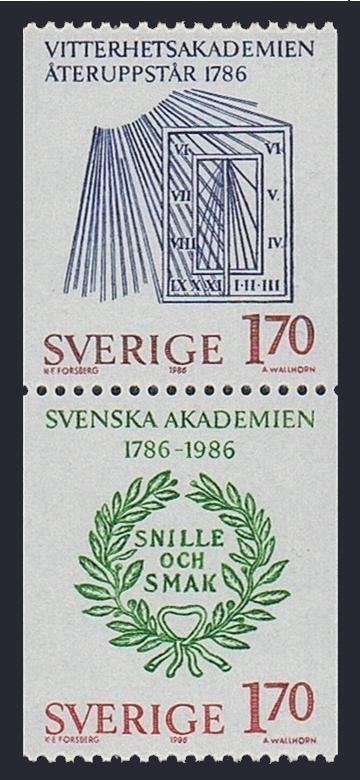 VITTERHETSAKADEMIEN
ÅTERUPPSTÅR 1786
VI. VI.
VII V.
VIII IV.
IX X XI I·II·III
SVERIGE 170
K-E FORSBERG 1986 A WALLHORN
SVENSKA AKADEMIEN
1786-1986
SNILLE
OCH
SMAK
SVERIGE 170
K-E FORSBERG 1986 A WALLHORN